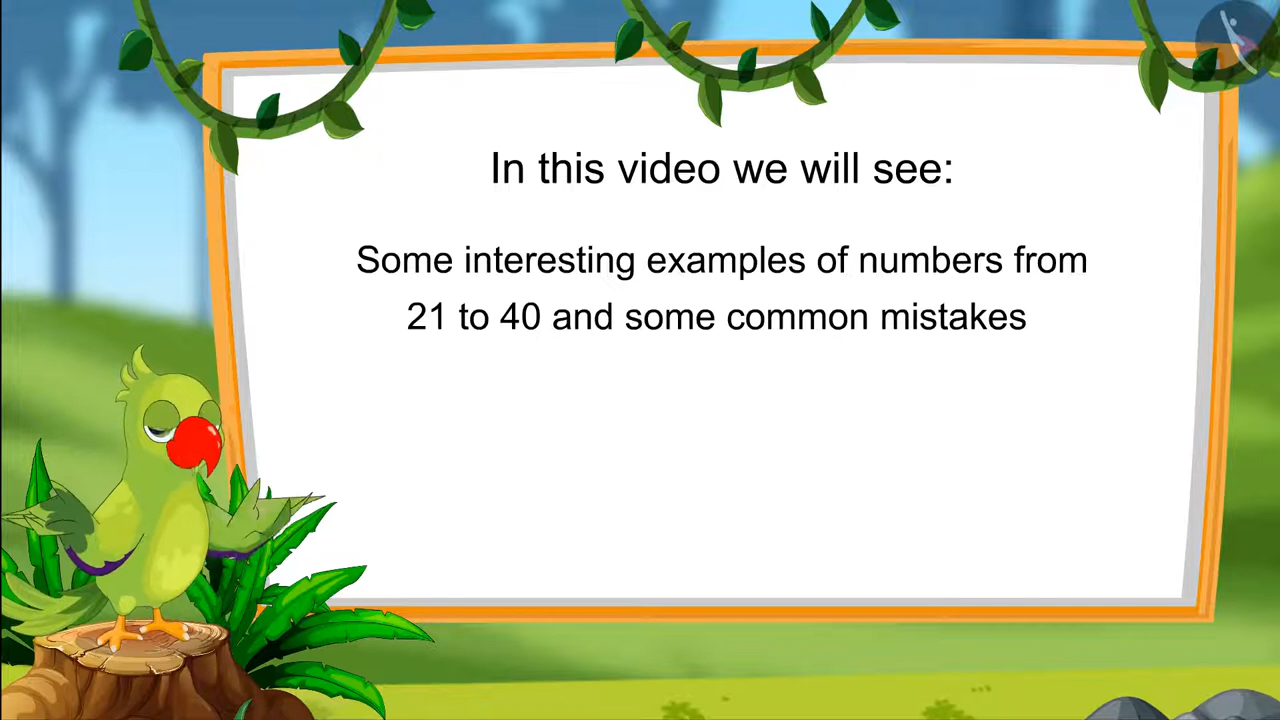 In this video we will see:
Some interesting examples of numbers from
21 to 40 and some common mistakes